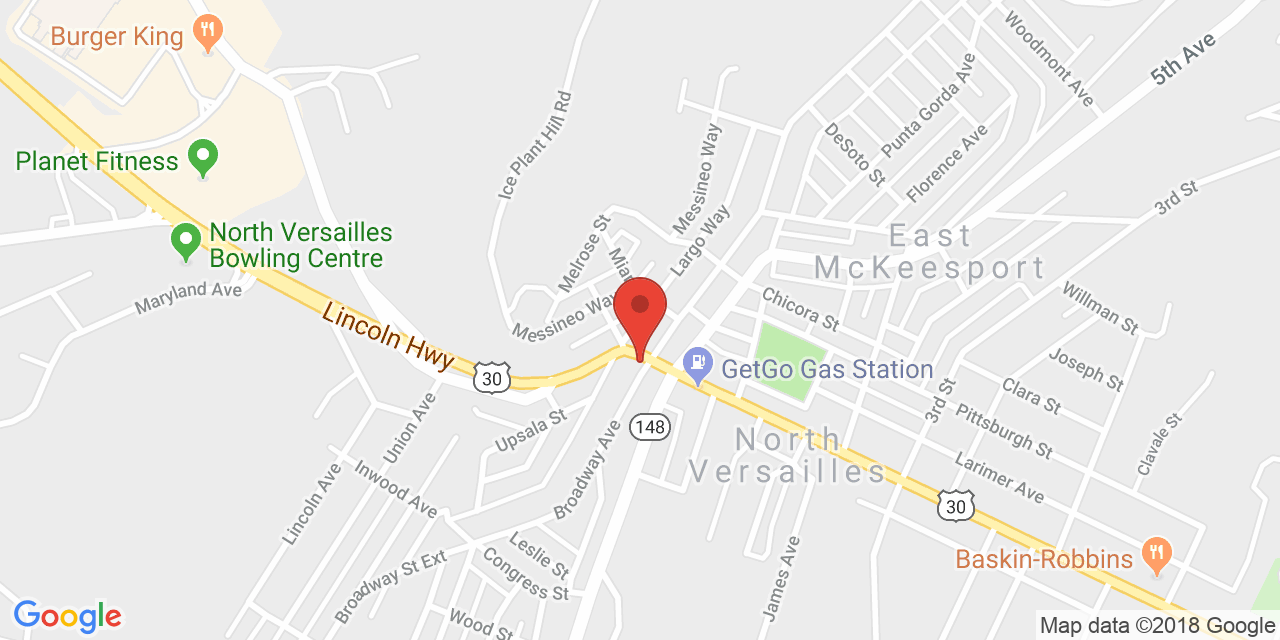 Burger King
Woodmont Ave
5th Ave
Punta Gorda Ave
Ice Plant Hill Rd
DeSoto St
Florence Ave
Messineo Way
Planet Fitness
3rd St
North Versailles
Bowling Centre
Melrose St
Largo Way
East
McKeesport
Maryland Ave
Messineo Way
Chicora St
Willman St
Lincoln Hwy
30
GetGo Gas Station
Joseph St
Clara St
3rd St
Pittsburgh St
Clavale St
Union Ave
Upsala St
148
Broadway Ave
North
Versailles
Lincoln Ave
Inwood Ave
Larimer Ave
30
Leslie St
Congress St
Broadway St Ext
James Ave
Baskin-Robbins
Wood St
Google
Map data ©2018 Google